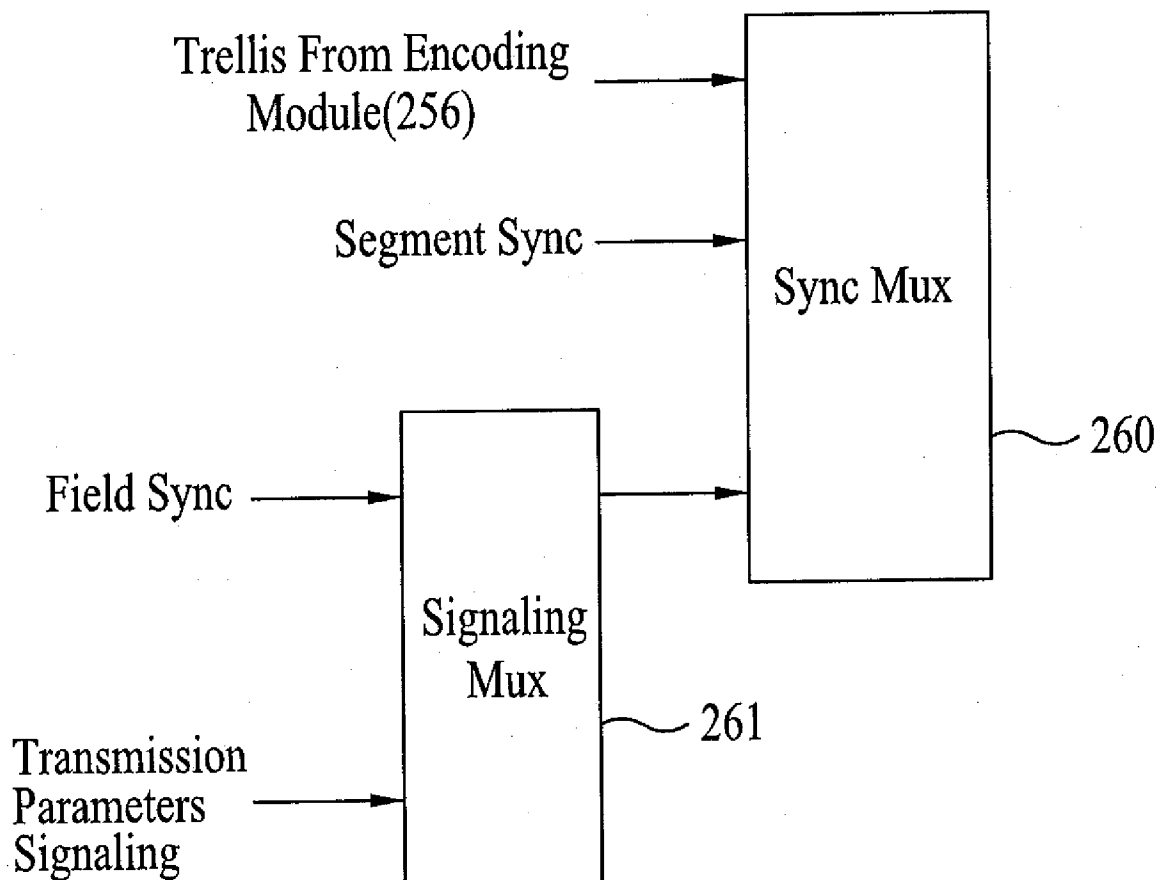 Trellis From Encoding
Module(256)
Segment Sync
Sync Mux
260
Field Sync
Signaling
Mux
261
Transmission
Parameters
Signaling